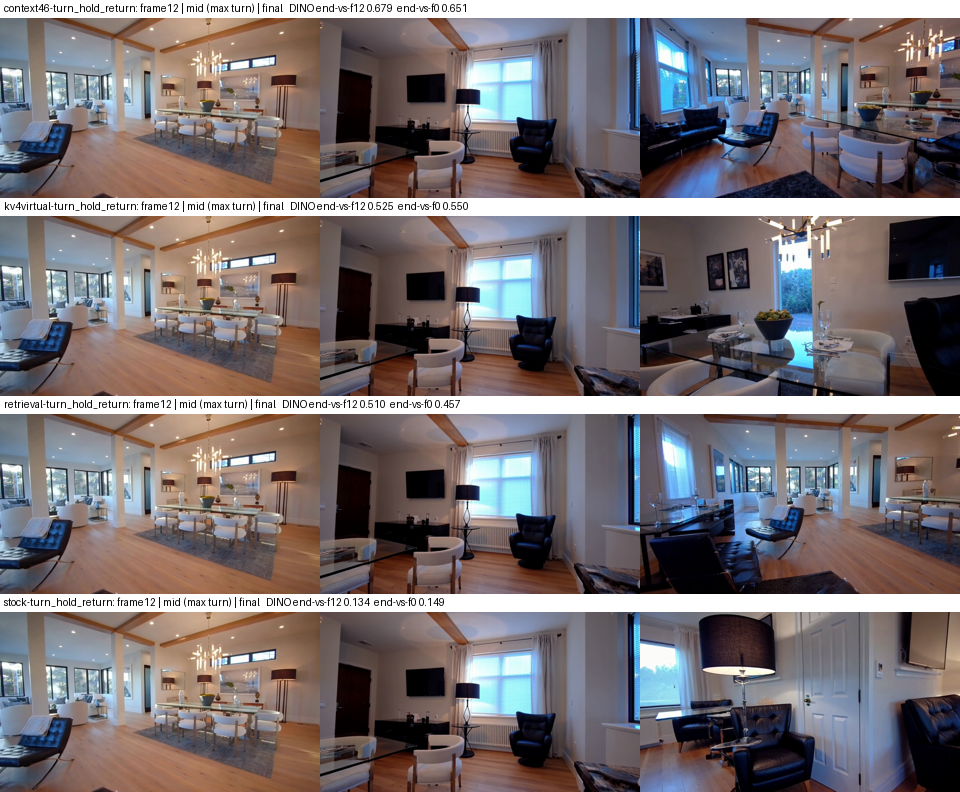 context46-turn_hold_return: frame12 | mid (max turn) | final DINO end-vs-f12 0.679 end-vs-f0 0.651
kv4virtual-turn_hold_return: frame12 | mid (max turn) | final DINO end-vs-f12 0.525 end-vs-f0 0.550
retrieval-turn_hold_return: frame12 | mid (max turn) | final DINO end-vs-f12 0.510 end-vs-f0 0.457
stock-turn_hold_return: frame12 | mid (max turn) | final DINO end-vs-f12 0.134 end-vs-f0 0.149